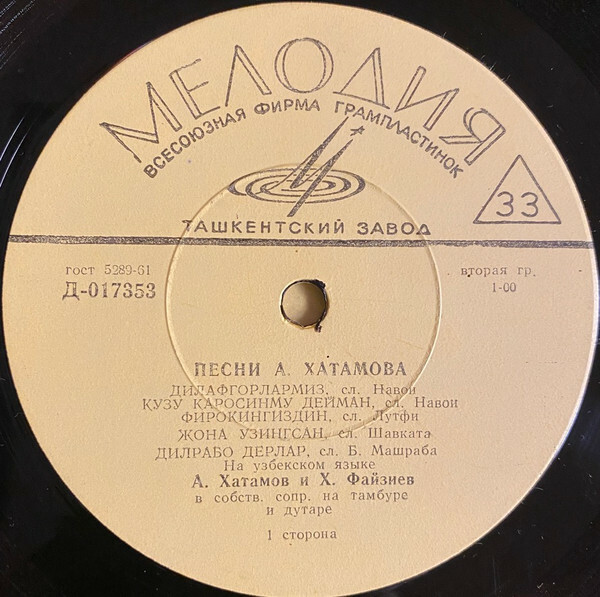 МЕЛОДИЯ
ВСЕСОЮЗНАЯ ФИРМА ГРАМПЛАСТИНОК
ТАШКЕНТСКИЙ ЗАВОД
33
гост 5289-61
Д-017353
вторая гр.
1-00
ПЕСНИ А. ХАТАМОВА
ДИЛАФГОРЛАРМИЗ, сл. Навои
КУЗУ КАРОСИНМУ ДЕЙМАН, сл. Навои
ФИРОКИНГИЗДИН, сл. Лутфи
ЖОНА УЗИНГСАН, сл. Шавката
ДИЛРАБО ДЕРЛАР, сл. Б. Машраба
На узбекском языке
А. Хатамов и Х. Файзиев
в собств. сопр. на тамбуре
и дутаре
1 сторона